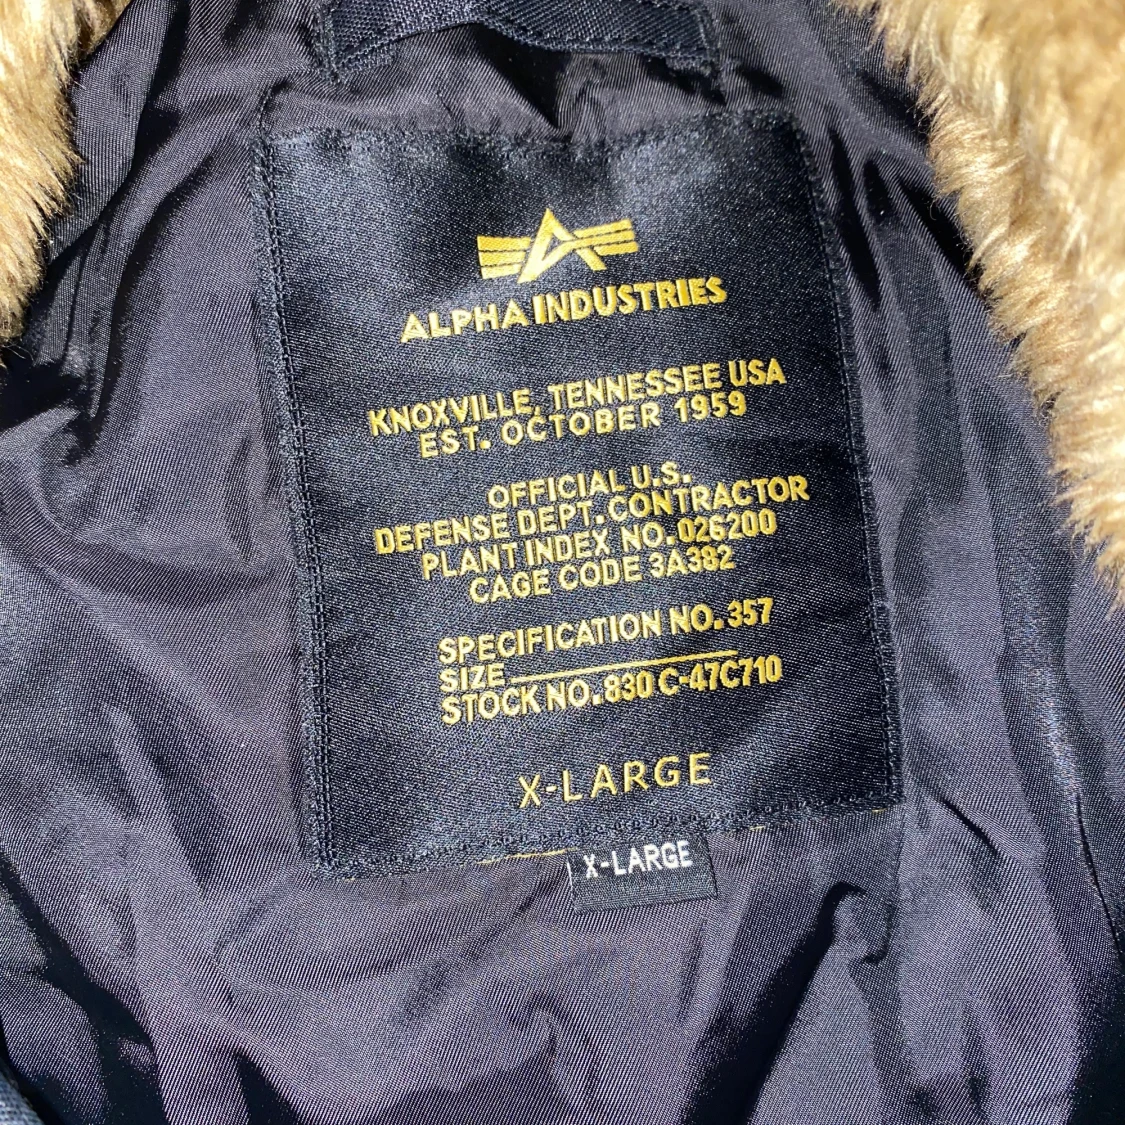 ALPHA INDUSTRIES
KNOXVILLE, TENNESSEE USA
EST. OCTOBER 1959
OFFICIAL U.S.
DEFENSE DEPT. CONTRACTOR
PLANT INDEX NO. 026200
CAGE CODE 3A382
SPECIFICATION NO. 357
SIZE
STOCK NO. 830 C-47C710
X-LARGE
X-LARGE